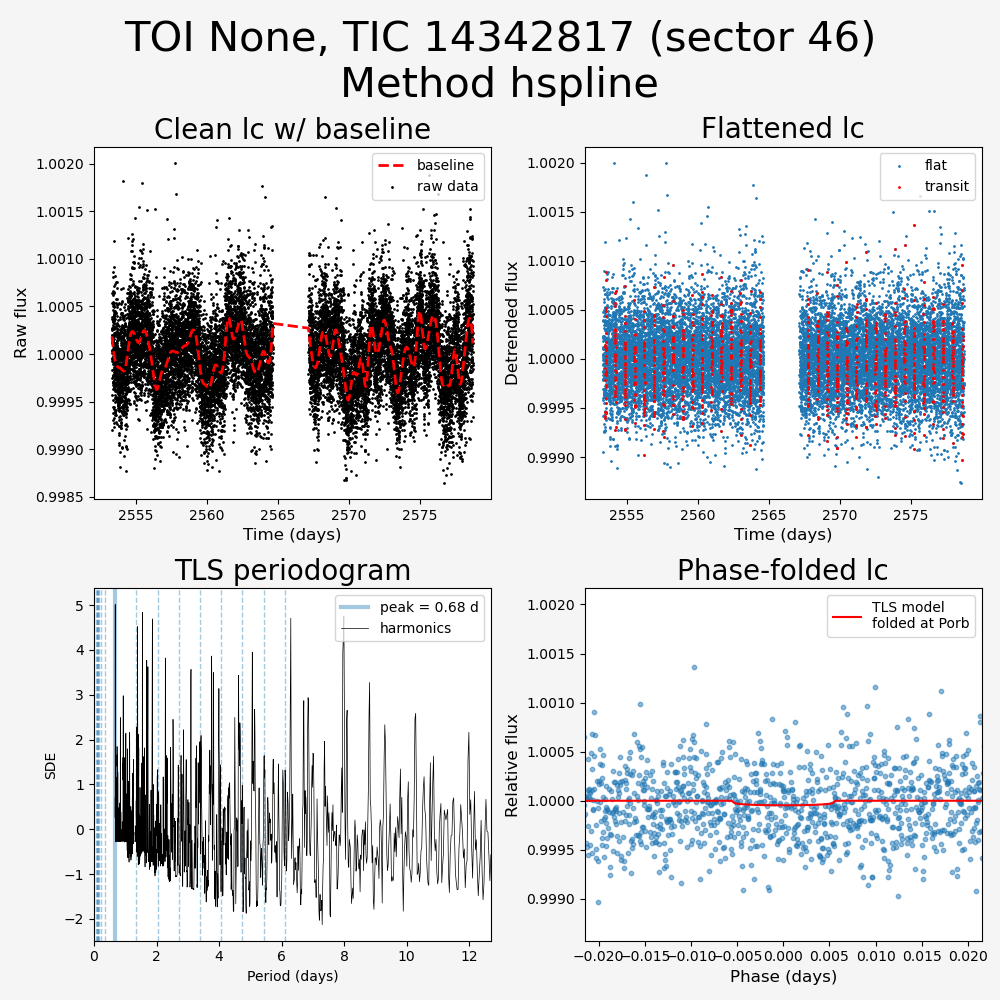 TOI None, TIC 14342817 (sector 46)
Method hspline
Clean lc w/ baseline
Raw flux
1.0020
1.0015
1.0010
1.0005
1.0000
0.9995
0.9990
0.9985
baseline
raw data
2555 2560 2565 2570 2575
Time (days)
Flattened lc
Detrended flux
1.0020
1.0015
1.0010
1.0005
1.0000
0.9995
0.9990
flat
transit
2555 2560 2565 2570 2575
Time (days)
TLS periodogram
SDE
5
4
3
2
1
0
−1
−2
peak = 0.68 d
harmonics
0 2 4 6 8 10 12
Period (days)
Phase-folded lc
Relative flux
1.0020
1.0015
1.0010
1.0005
1.0000
0.9995
0.9990
TLS model
folded at Porb
−0.020 −0.015 −0.010 −0.005 0.000 0.005 0.010 0.015 0.020
Phase (days)